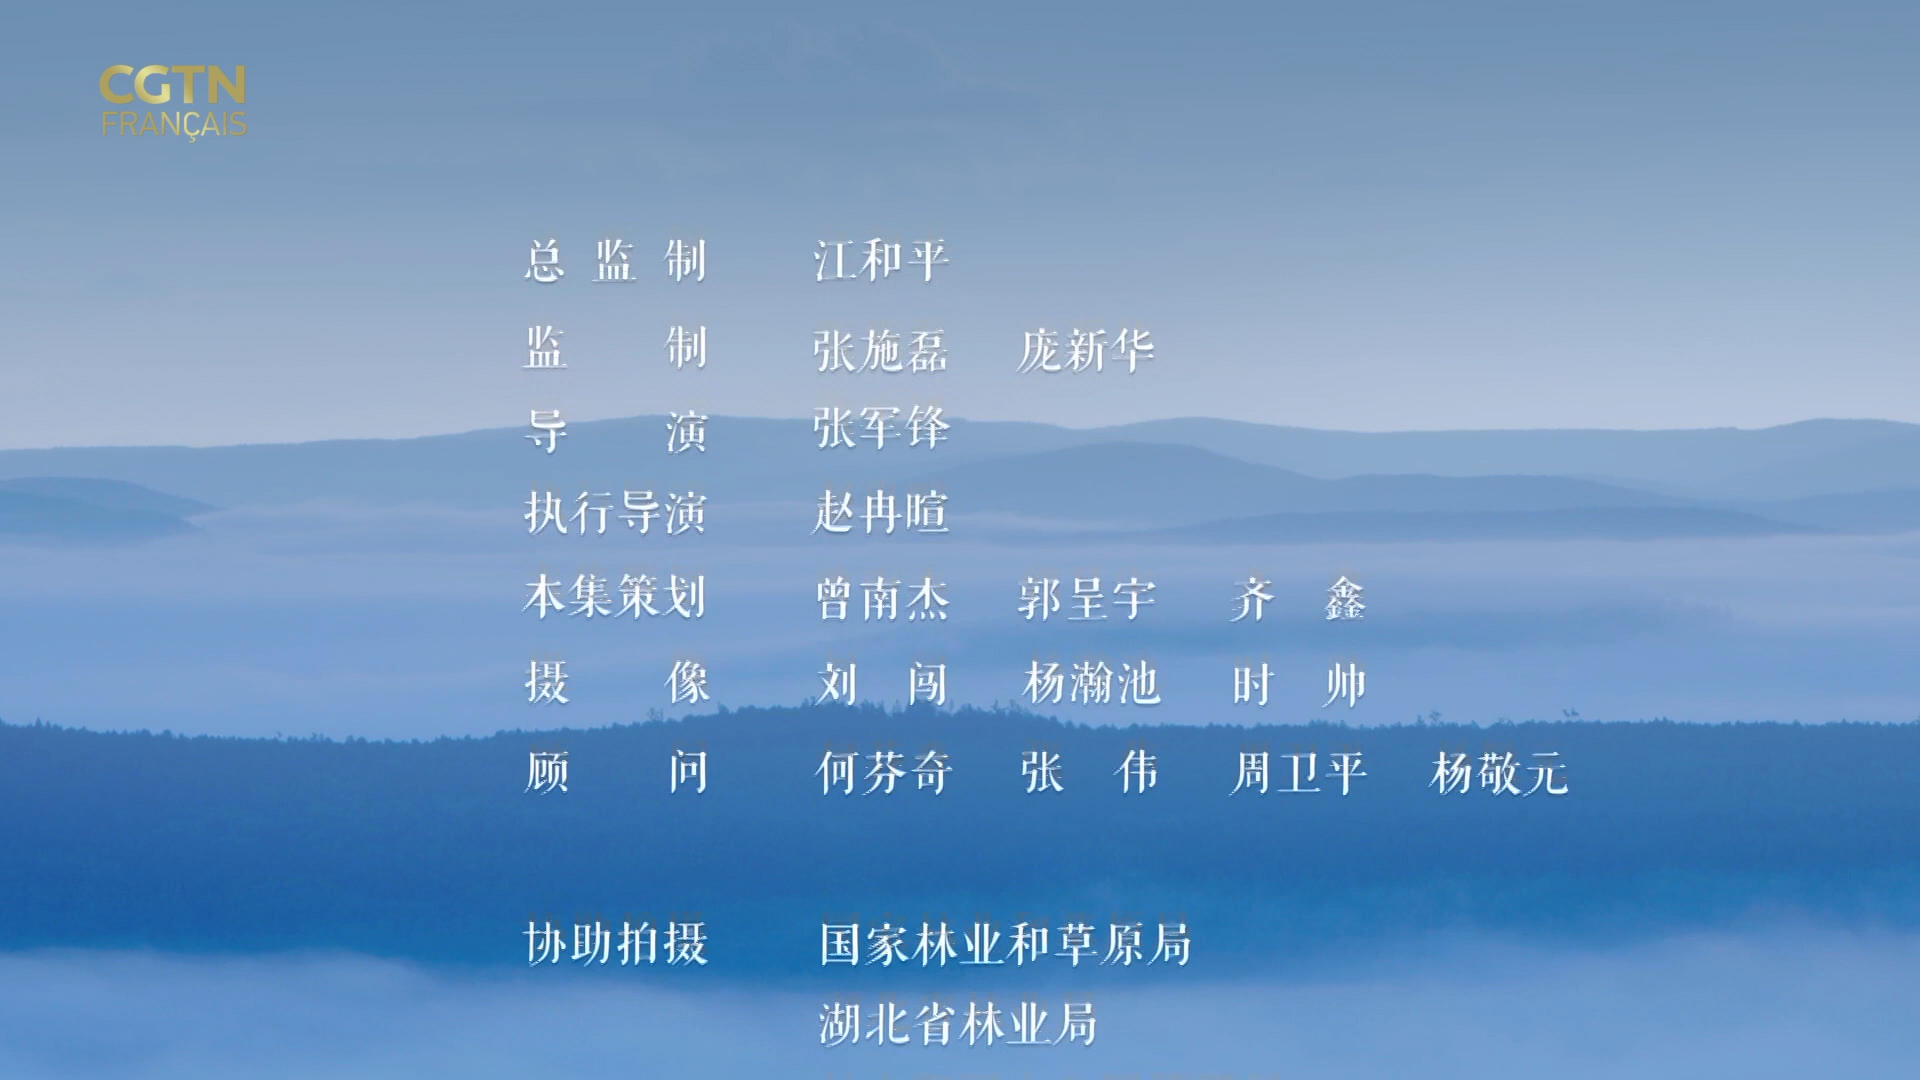 CGTN
FRANÇAIS
总监制 江和平
监制 张施磊 庞新华
导演 张军锋
执行导演 赵冉暄
本集策划 曾南杰 郭呈宇 齐鑫
摄像 刘闯 杨瀚池 时帅
顾问 何芬奇 张伟 周卫平 杨敬元
协助拍摄 国家林业和草原局
湖北省林业局